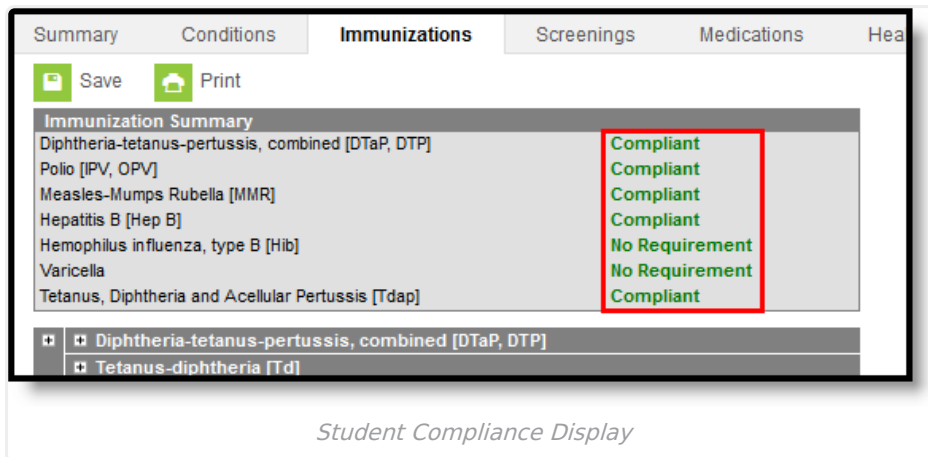 Summary Conditions Immunizations Screenings Medications Hea
Save Print
Immunization Summary
Diphtheria-tetanus-pertussis, combined [DTaP, DTP] Compliant
Polio [IPV, OPV] Compliant
Measles-Mumps Rubella [MMR] Compliant
Hepatitis B [Hep B] Compliant
Hemophilus influenza, type B [Hib] No Requirement
Varicella No Requirement
Tetanus, Diphtheria and Acellular Pertussis [Tdap] Compliant
Diphtheria-tetanus-pertussis, combined [DTaP, DTP]
Tetanus-diphtheria [Td]
Student Compliance Display